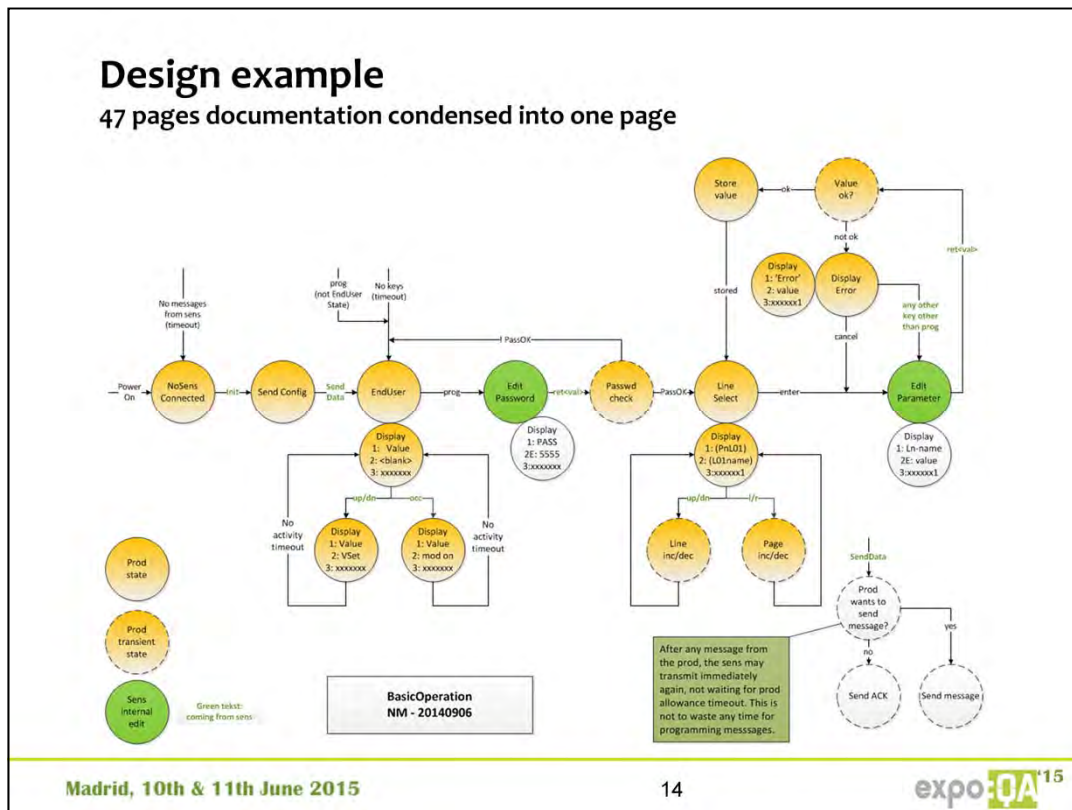 Design example
47 pages documentation condensed into one page
Store
value
ok
Value
ok?
not ok
ret<val>
Display
1: 'Error'
2: value
3:xxxxxx1
Display
Error
any other
key other
than prog
cancel
stored
No messages
from sens
(timeout)
prog
(not EndUser
State)
No keys
(timeout)
! PassOK
Power
On
NoSens
Connected
Init
Send Config
Send
Data
EndUser
prog
Edit
Password
ret<val>
Passwd
check
PassOK
Line
Select
enter
Edit
Parameter
Display
1: PASS
2E: 5555
3:xxxxxxx
Display
1: Value
2: <blank>
3: xxxxxxx
Display
1: (PnL01)
2: (L01name)
3:xxxxxx1
Display
1: Ln-name
2E: value
3:xxxxxx1
up/dn
occ
No
activity
timeout
Display
1: Value
2: VSet
3: xxxxxxx
Display
1: Value
2: mod on
3: xxxxxxx
No
activity
timeout
up/dn
l/r
Line
inc/dec
Page
inc/dec
SendData
Prod
wants to
send
message?
yes
no
Send ACK
Send message
After any message from
the prod, the sens may
transmit immediately
again, not waiting for prod
allowance timeout. This is
not to waste any time for
programming messsages.
Prod
state
Prod
transient
state
Sens
internal
edit
Green tekst:
coming from sens
BasicOperation
NM - 20140906
Madrid, 10th & 11th June 2015
14
expo:QA'15